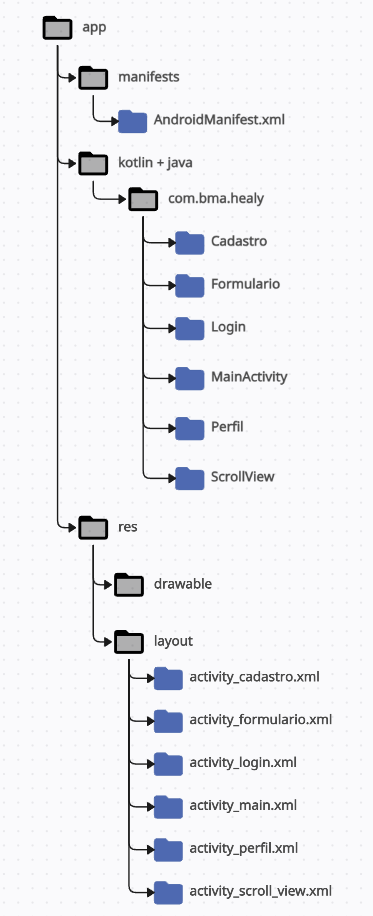 app
manifests
AndroidManifest.xml
kotlin + java
com.bma.healy
Cadastro
Formulario
Login
MainActivity
Perfil
ScrollView
res
drawable
layout
activity_cadastro.xml
activity_formulario.xml
activity_login.xml
activity_main.xml
activity_perfil.xml
activity_scroll_view.xml